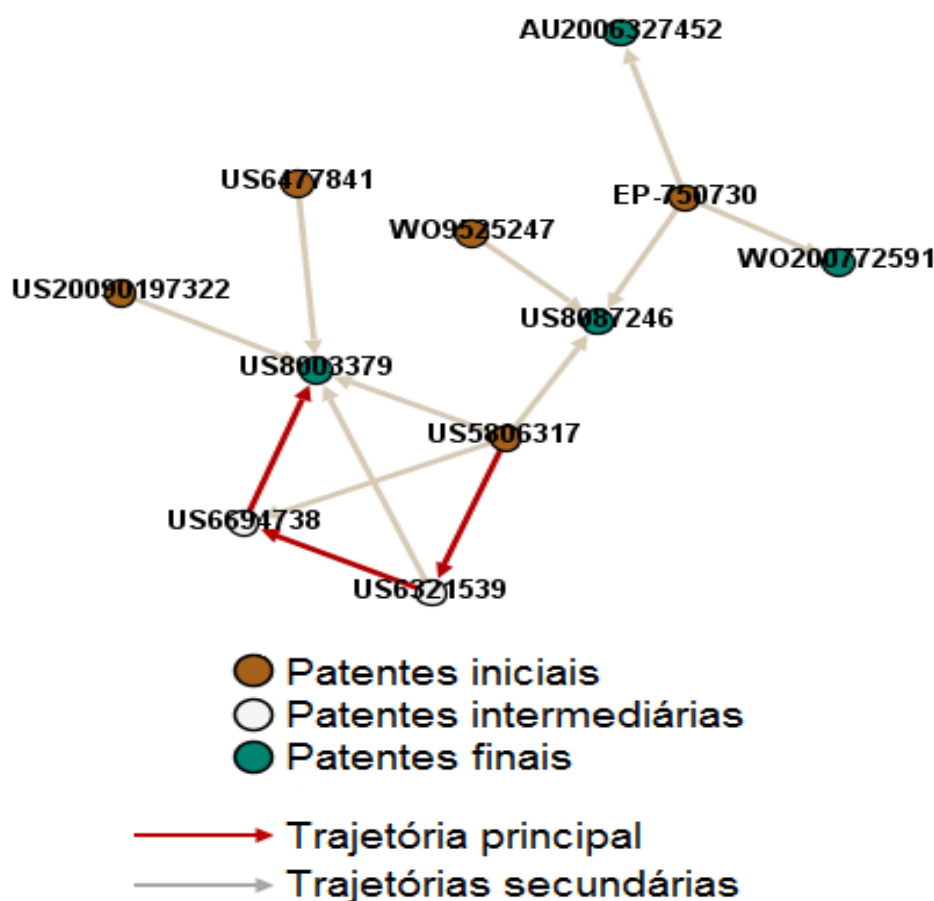 AU2006327452
US6477841
EP-750730
WO9525247
WO200772591
US20090197322
US8087246
US8003379
US5806317
US6694738
US6321539
Patentes iniciais
Patentes intermediárias
Patentes finais
Trajetória principal
Trajetórias secundárias